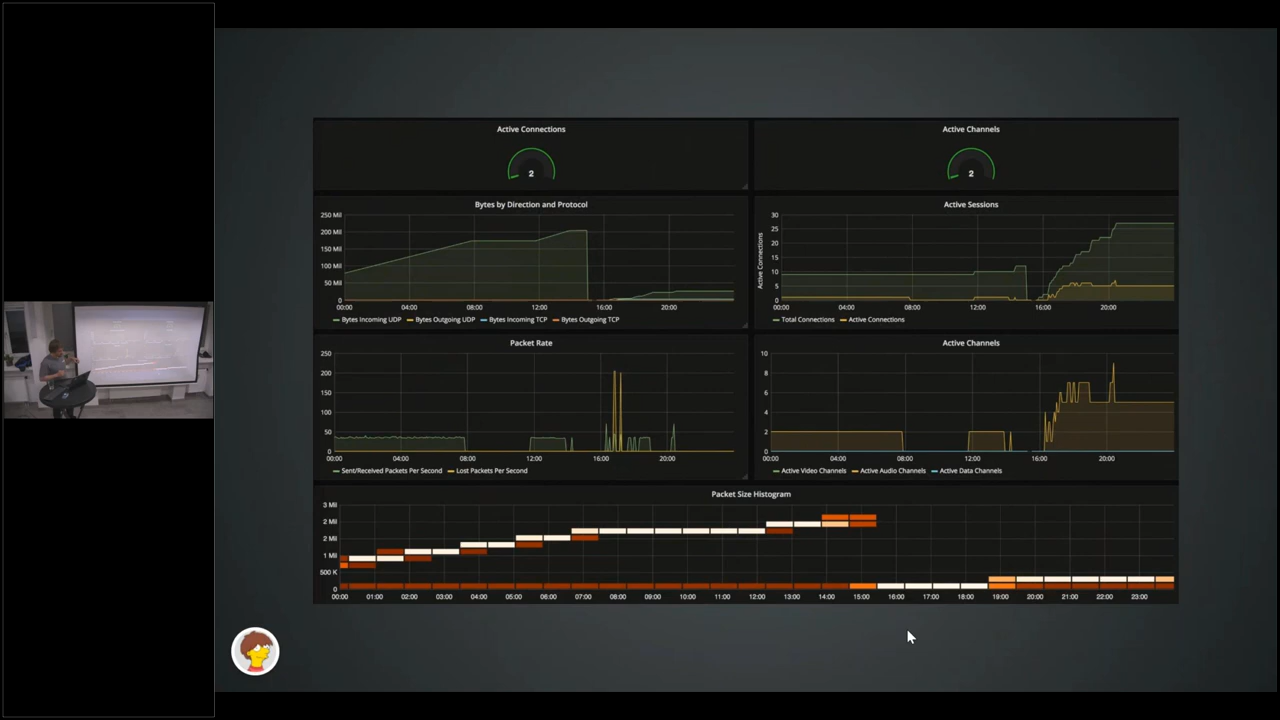 Active Connections
2
Active Channels
2
Bytes by Direction and Protocol
250 Mil
200 Mil
150 Mil
100 Mil
50 Mil
0
00:00 04:00 08:00 12:00 16:00 20:00
Bytes Incoming UDP Bytes Outgoing UDP Bytes Incoming TCP Bytes Outgoing TCP
Active Sessions
Active Connections
30
25
20
15
10
5
0
00:00 04:00 08:00 12:00 16:00 20:00
Total Connections Active Connections
Packet Rate
250
200
150
100
50
0
00:00 04:00 08:00 12:00 16:00 20:00
Sent/Received Packets Per Second Lost Packets Per Second
Active Channels
10
8
6
4
2
0
00:00 04:00 08:00 12:00 16:00 20:00
Active Video Channels Active Audio Channels Active Data Channels
Packet Size Histogram
3 Mil
2 Mil
2 Mil
1 Mil
500 K
0
00:00 01:00 02:00 03:00 04:00 05:00 06:00 07:00 08:00 09:00 10:00 11:00 12:00 13:00 14:00 15:00 16:00 17:00 18:00 19:00 20:00 21:00 22:00 23:00